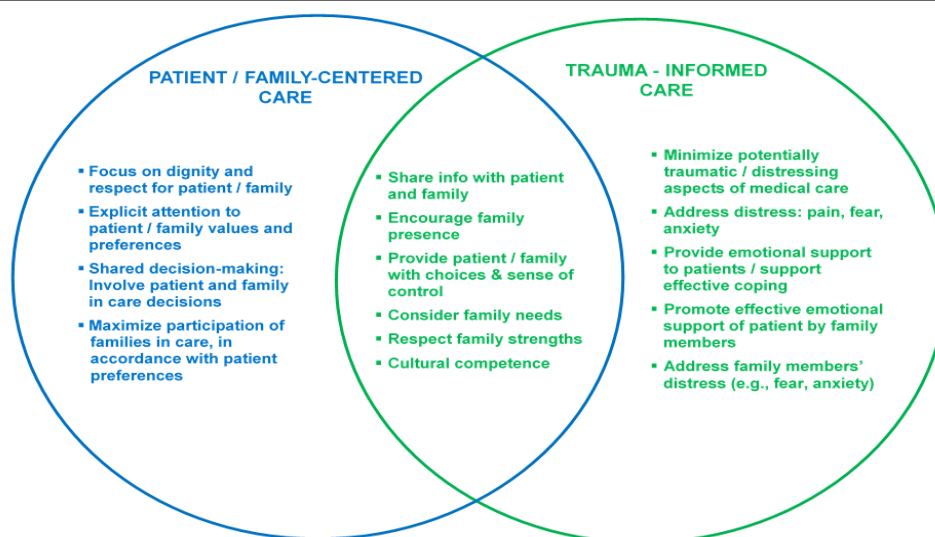 PATIENT / FAMILY-CENTERED
CARE
▪ Focus on dignity and
respect for patient / family
▪ Explicit attention to
patient / family values and
preferences
▪ Shared decision-making:
Involve patient and family
in care decisions
▪ Maximize participation of
families in care, in
accordance with patient
preferences
▪ Share info with patient
and family
▪ Encourage family
presence
▪ Provide patient / family
with choices & sense of
control
▪ Consider family needs
▪ Respect family strengths
▪ Cultural competence
TRAUMA - INFORMED
CARE
▪ Minimize potentially
traumatic / distressing
aspects of medical care
▪ Address distress: pain, fear,
anxiety
▪ Provide emotional support
to patients / support
effective coping
▪ Promote effective emotional
support of patient by family
members
▪ Address family members’
distress (e.g., fear, anxiety)